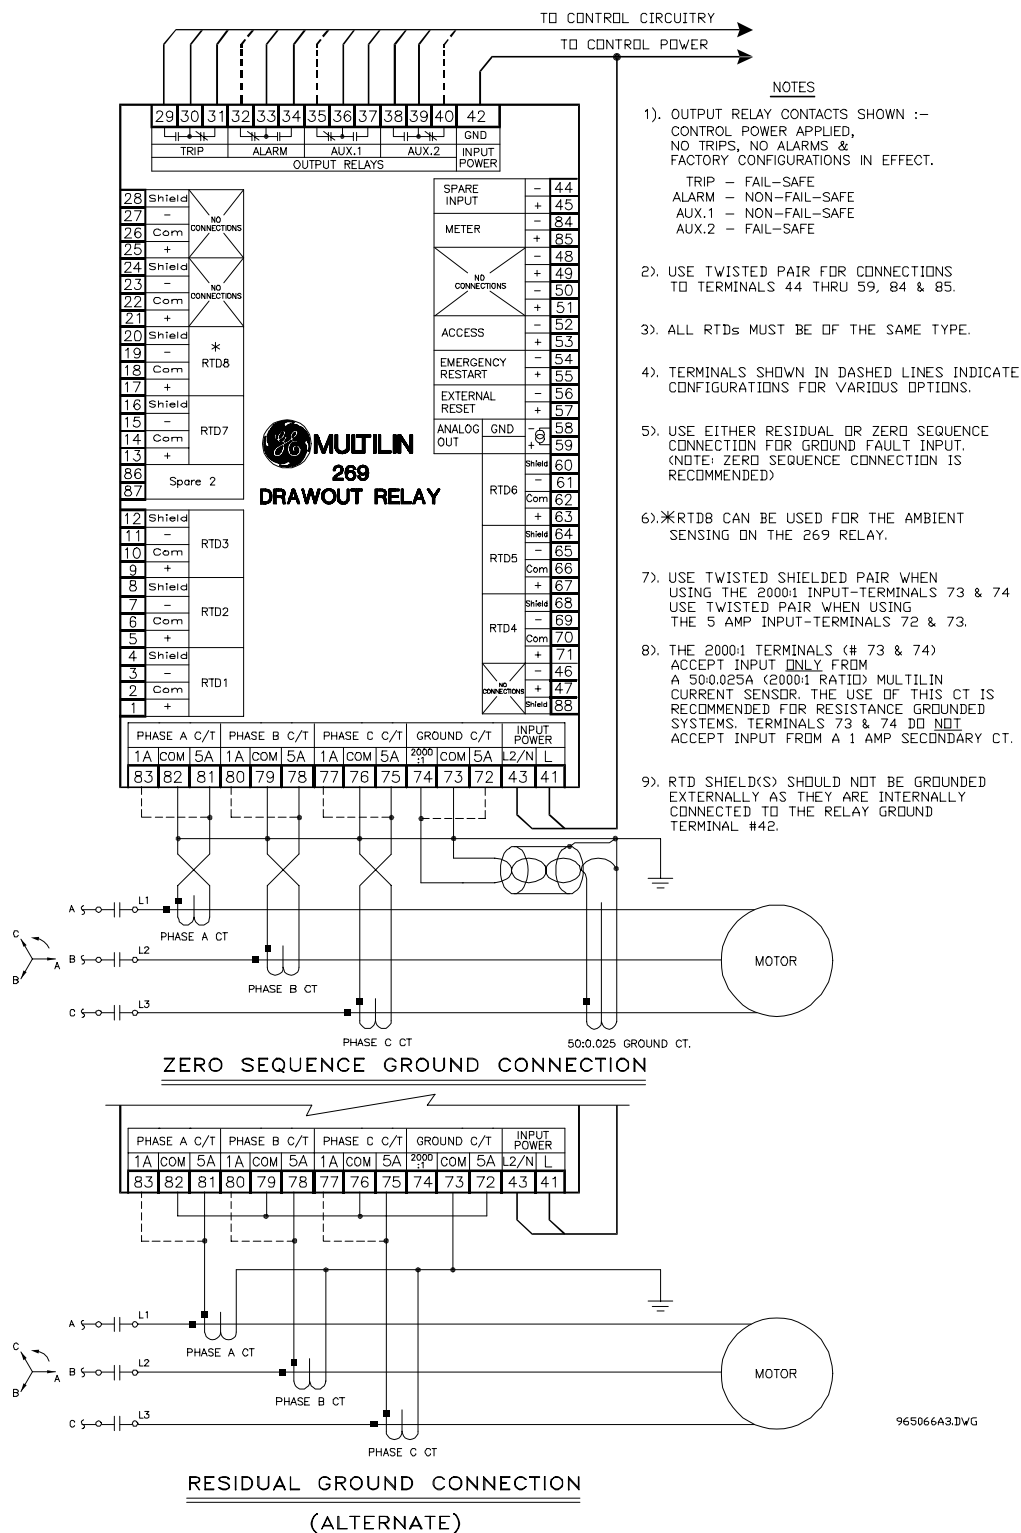 TO CONTROL CIRCUITRY
TO CONTROL POWER
29 30 31 32 33 34 35 36 37 38 39 40 42
GND
TRIP ALARM AUX.1 AUX.2 INPUT POWER
OUTPUT RELAYS
28 Shield
27 -
26 Com
25 +
NO CONNECTIONS
24 Shield
23 -
22 Com
21 +
NO CONNECTIONS
20 Shield
19 -
18 Com
17 +
* RTD8
16 Shield
15 -
14 Com
13 +
RTD7
86
87
Spare 2
12 Shield
11 -
10 Com
9 +
RTD3
8 Shield
7 -
6 Com
5 +
RTD2
4 Shield
3 -
2 Com
1 +
RTD1
GE MULTILIN
269
DRAWOUT RELAY
SPARE INPUT
- 44
+ 45
METER
- 84
+ 85
NO CONNECTIONS
- 48
+ 49
- 50
+ 51
ACCESS
- 52
+ 53
EMERGENCY RESTART
- 54
+ 55
EXTERNAL RESET
- 56
+ 57
ANALOG OUT
GND
- 58
+ 59
RTD6
Shield 60
- 61
Com 62
+ 63
RTD5
Shield 64
- 65
Com 66
+ 67
RTD4
Shield 68
- 69
Com 70
+ 71
NO CONNECTIONS
- 46
+ 47
Shield 88
PHASE A C/T PHASE B C/T PHASE C C/T GROUND C/T INPUT POWER
1A COM 5A 1A COM 5A 1A COM 5A 2000:1 COM 5A L2/N L
83 82 81 80 79 78 77 76 75 74 73 72 43 41
NOTES
1). OUTPUT RELAY CONTACTS SHOWN :-
CONTROL POWER APPLIED,
NO TRIPS, NO ALARMS &
FACTORY CONFIGURATIONS IN EFFECT.
TRIP - FAIL-SAFE
ALARM - NON-FAIL-SAFE
AUX.1 - NON-FAIL-SAFE
AUX.2 - FAIL-SAFE
2). USE TWISTED PAIR FOR CONNECTIONS
TO TERMINALS 44 THRU 59, 84 & 85.
3). ALL RTDs MUST BE OF THE SAME TYPE.
4). TERMINALS SHOWN IN DASHED LINES INDICATE
CONFIGURATIONS FOR VARIOUS OPTIONS.
5). USE EITHER RESIDUAL OR ZERO SEQUENCE
CONNECTION FOR GROUND FAULT INPUT.
(NOTE: ZERO SEQUENCE CONNECTION IS
RECOMMENDED)
6).*RTD8 CAN BE USED FOR THE AMBIENT
SENSING ON THE 269 RELAY.
7). USE TWISTED SHIELDED PAIR WHEN
USING THE 2000:1 INPUT-TERMINALS 73 & 74
USE TWISTED PAIR WHEN USING
THE 5 AMP INPUT-TERMINALS 72 & 73.
8). THE 2000:1 TERMINALS (# 73 & 74)
ACCEPT INPUT ONLY FROM
A 50:0.025A (2000:1 RATIO) MULTILIN
CURRENT SENSOR. THE USE OF THIS CT IS
RECOMMENDED FOR RESISTANCE GROUNDED
SYSTEMS. TERMINALS 73 & 74 DO NOT
ACCEPT INPUT FROM A 1 AMP SECONDARY CT.
9). RTD SHIELD(S) SHOULD NOT BE GROUNDED
EXTERNALLY AS THEY ARE INTERNALLY
CONNECTED TO THE RELAY GROUND
TERMINAL #42.
C A B
A L1
PHASE A CT
B L2
PHASE B CT
C L3
PHASE C CT
50:0.025 GROUND CT.
MOTOR
ZERO SEQUENCE GROUND CONNECTION
PHASE A C/T PHASE B C/T PHASE C C/T GROUND C/T INPUT POWER
1A COM 5A 1A COM 5A 1A COM 5A 2000:1 COM 5A L2/N L
83 82 81 80 79 78 77 76 75 74 73 72 43 41
C A B
A L1
PHASE A CT
B L2
PHASE B CT
C L3
PHASE C CT
MOTOR
965066A3.DWG
RESIDUAL GROUND CONNECTION
(ALTERNATE)